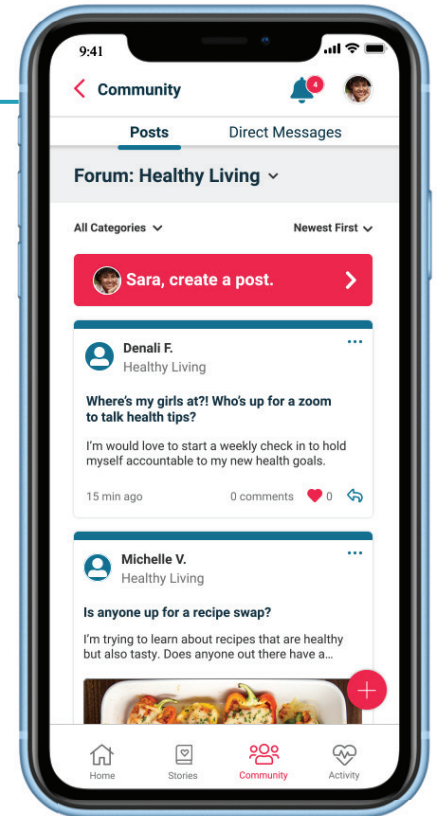 9:41
Community
4
Posts Direct Messages
Forum: Healthy Living
All Categories Newest First
Sara, create a post.
Denali F.
Healthy Living
Where's my girls at?! Who's up for a zoom
to talk health tips?
I'm would love to start a weekly check in to hold
myself accountable to my new health goals.
15 min ago 0 comments 0
Michelle V.
Healthy Living
Is anyone up for a recipe swap?
I'm trying to learn about recipes that are healthy
but also tasty. Does anyone out there have a...
Home Stories Community Activity